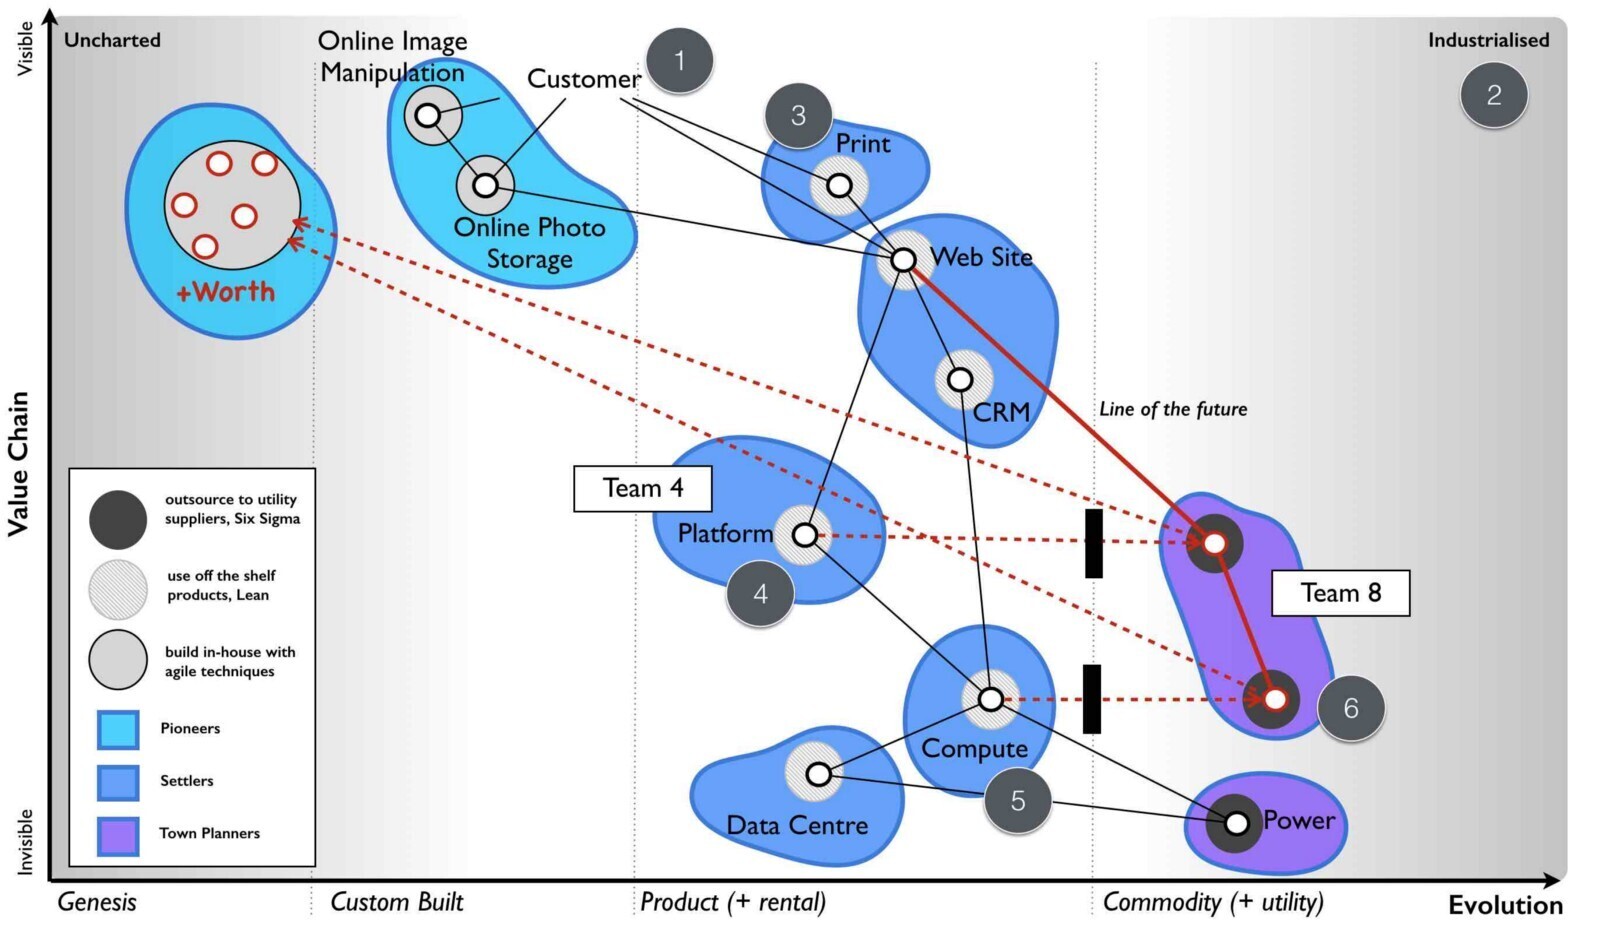 Visible
Uncharted
Online Image
Manipulation
Customer
1
Industrialised
2
3
Print
+Worth
Online Photo
Storage
Web Site
CRM
Line of the future
Value Chain
Team 4
Platform
4
Team 8
6
Compute
5
Data Centre
Power
outsource to utility
suppliers, Six Sigma
use off the shelf
products, Lean
build in-house with
agile techniques
Pioneers
Settlers
Town Planners
Invisible
Genesis
Custom Built
Product (+ rental)
Commodity (+ utility)
Evolution